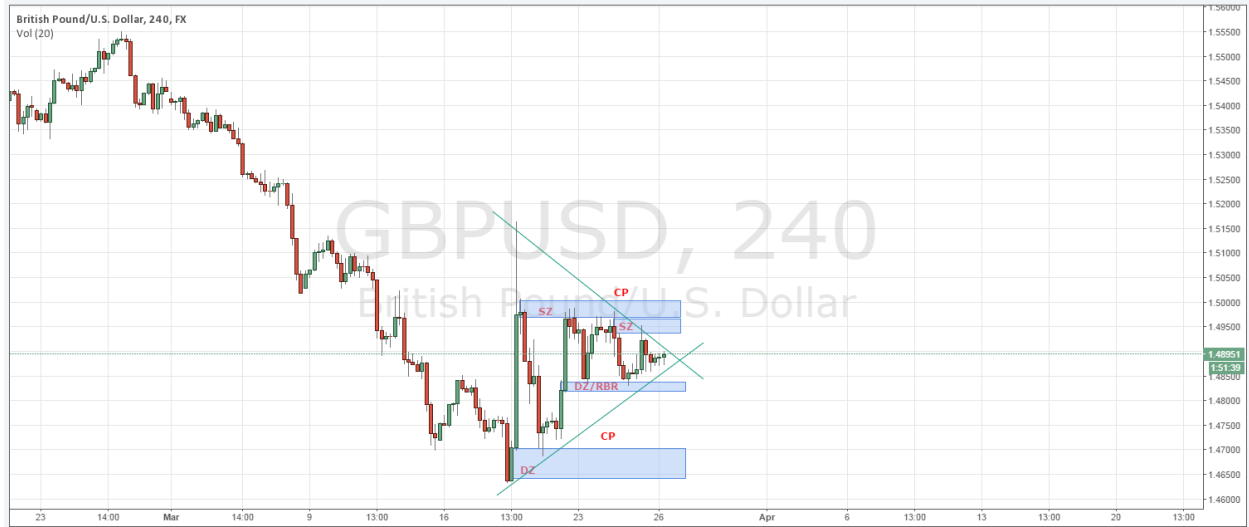 British Pound/U.S. Dollar, 240, FX
Vol (20)
GBPUSD, 240
British Pound/U.S. Dollar
CP
SZ
SZ
DZ/RBR
CP
DZ
1.56000
1.55500
1.55000
1.54500
1.54000
1.53500
1.53000
1.52500
1.52000
1.51500
1.51000
1.50500
1.50000
1.49500
1.48951
1:51:39
1.48500
1.48000
1.47500
1.47000
1.46500
1.46000
23 14:00 Mar 14:00 9 13:00 16 13:00 23 26 Apr 6 13:00 13 13:00 20 13:00